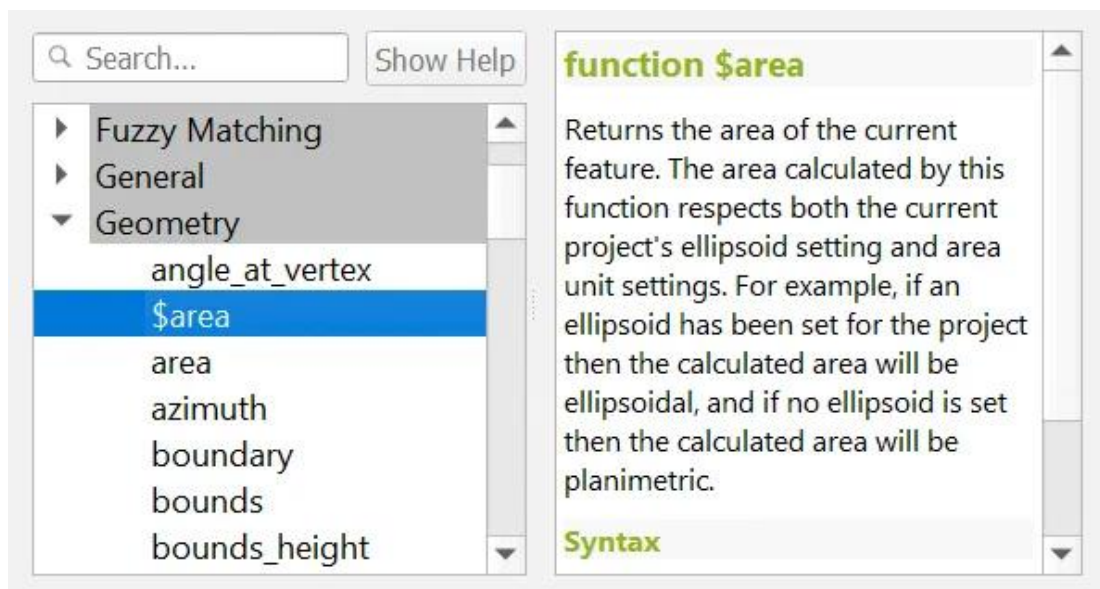 Search...
Show Help
Fuzzy Matching
General
Geometry
angle_at_vertex
$area
area
azimuth
boundary
bounds
bounds_height
function $area
Returns the area of the current
feature. The area calculated by this
function respects both the current
project's ellipsoid setting and area
unit settings. For example, if an
ellipsoid has been set for the project
then the calculated area will be
ellipsoidal, and if no ellipsoid is set
then the calculated area will be
planimetric.
Syntax